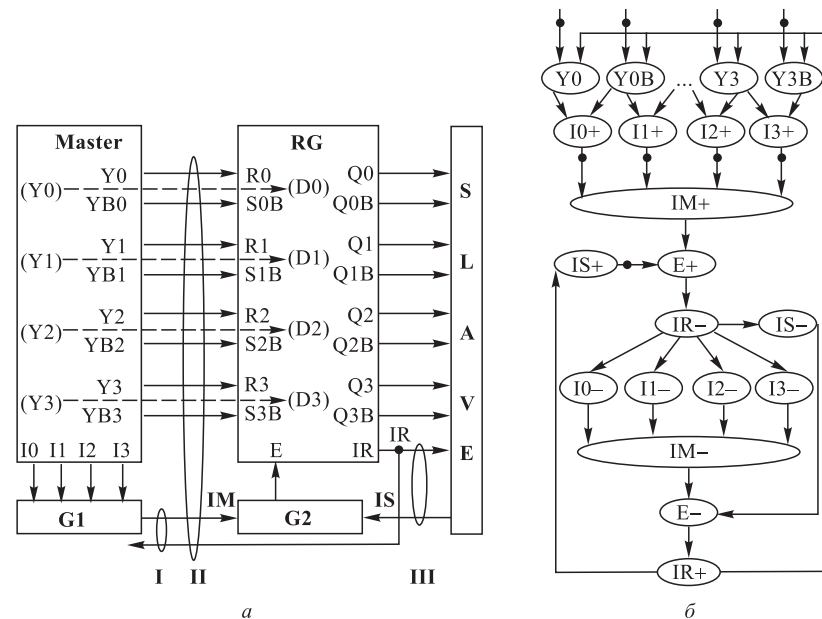 Master
RG
(Y0)
Y0
YB0
R0
S0B
(D0)
Q0
Q0B
S
(Y1)
Y1
YB1
R1
S1B
(D1)
Q1
Q1B
L
(Y2)
Y2
YB2
R2
S2B
(D2)
Q2
Q2B
A
(Y3)
Y3
YB3
R3
S3B
(D3)
Q3
Q3B
V
I0 I1 I2 I3
E
IR
IR
E
G1
IM
G2
IS
I
II
III
а
Y0 Y0B ... Y3 Y3B
I0+ I1+ I2+ I3+
IM+
IS+ E+
IR– IS–
I0– I1– I2– I3–
IM–
E–
IR+
б